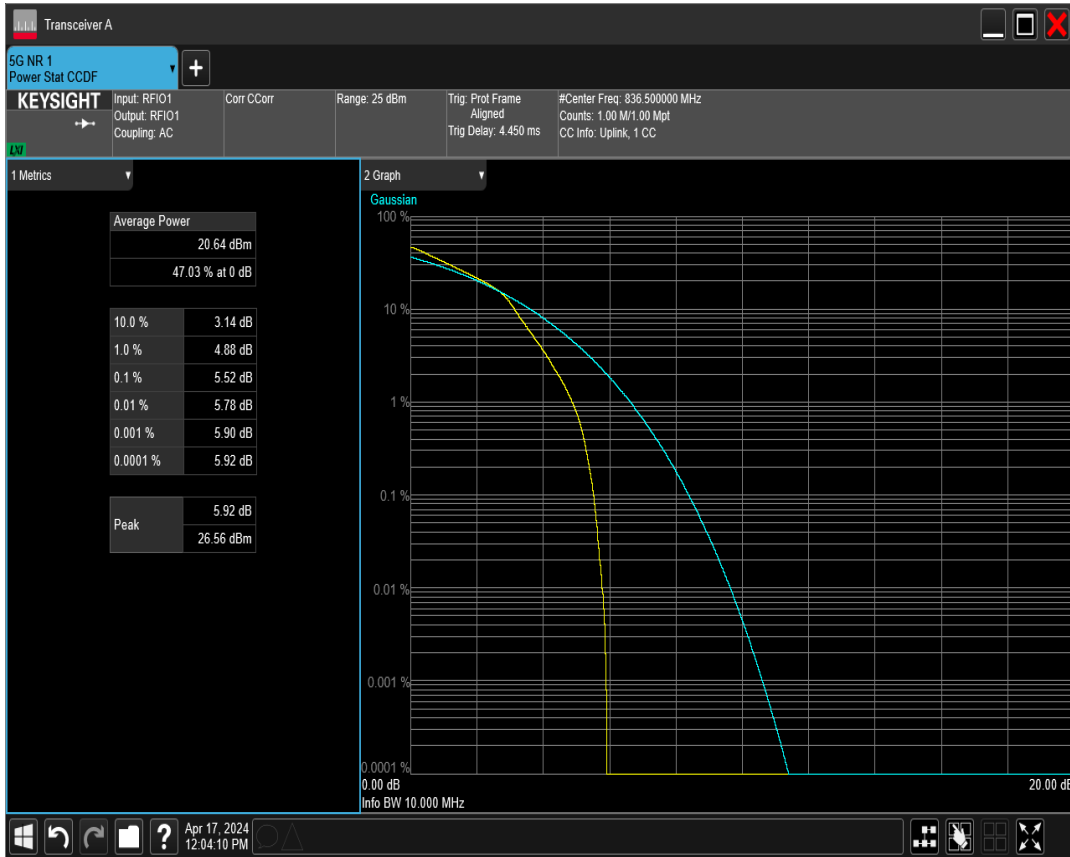 Transceiver A
5G NR 1
Power Stat CCDF
+
KEYSIGHT
LXI
Input: RFIO1
Output: RFIO1
Coupling: AC
Corr CCorr
Range: 25 dBm
Trig: Prot Frame
Aligned
Trig Delay: 4.450 ms
#Center Freq: 836.500000 MHz
Counts: 1.00 M/1.00 Mpt
CC Info: Uplink, 1 CC
1 Metrics
Average Power
20.64 dBm
47.03 % at 0 dB
10.0 % 3.14 dB
1.0 % 4.88 dB
0.1 % 5.52 dB
0.01 % 5.78 dB
0.001 % 5.90 dB
0.0001 % 5.92 dB
Peak
5.92 dB
26.56 dBm
2 Graph
Gaussian
100 %
10 %
1 %
0.1 %
0.01 %
0.001 %
0.0001 %
0.00 dB
20.00 dB
Info BW 10.000 MHz
?
Apr 17, 2024
12:04:10 PM